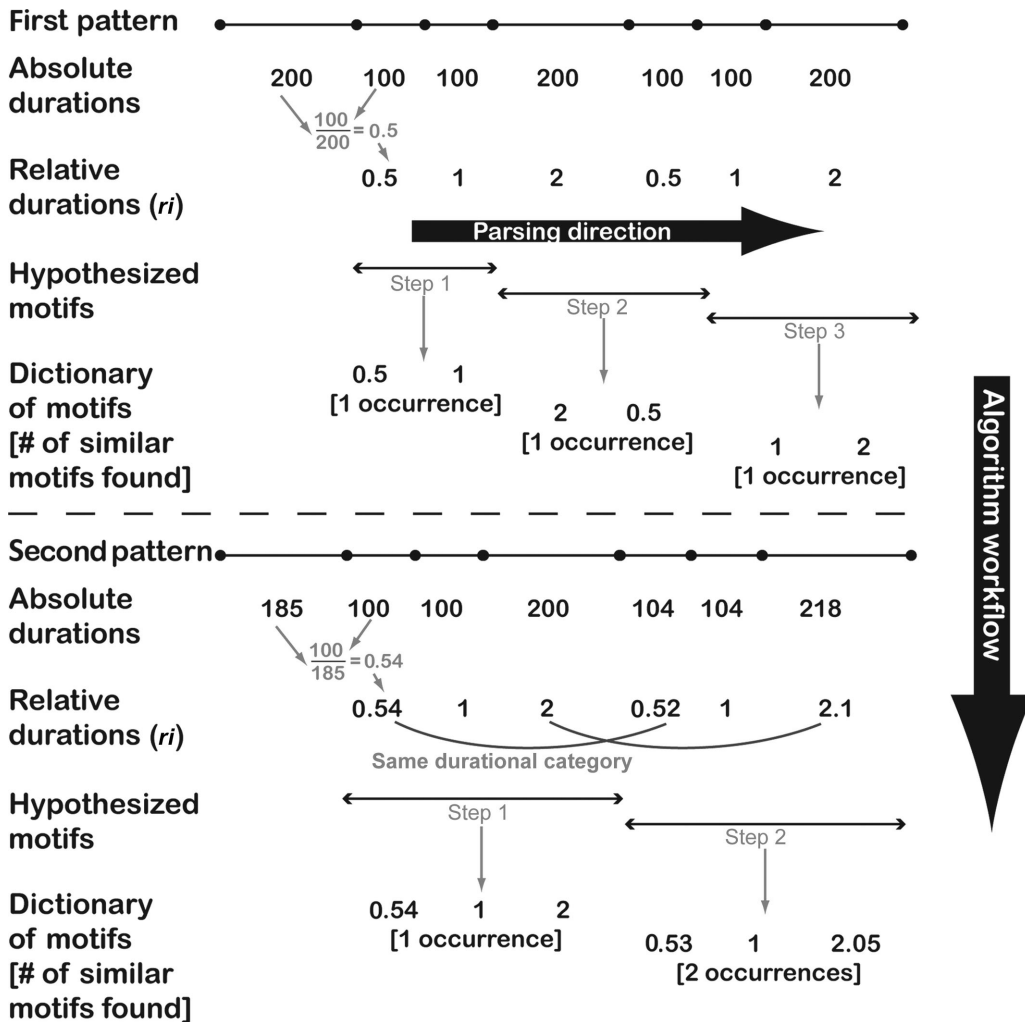 First pattern
Absolute
durations
200 100 100 200 100 100 200
100
200
= 0.5
Relative
durations (ri)
0.5 1 2 0.5 1 2
Parsing direction
Hypothesized
motifs
Step 1
Step 2
Step 3
Dictionary
of motifs
[# of similar
motifs found]
0.5 1
[1 occurrence]
2 0.5
[1 occurrence]
1 2
[1 occurrence]
Algorithm workflow
Second pattern
Absolute
durations
185 100 100 200 104 104 218
100
185
= 0.54
Relative
durations (ri)
0.54 1 2 0.52 1 2.1
Same durational category
Hypothesized
motifs
Step 1
Step 2
Dictionary
of motifs
[# of similar
motifs found]
0.54 1 2
[1 occurrence]
0.53 1 2.05
[2 occurrences]